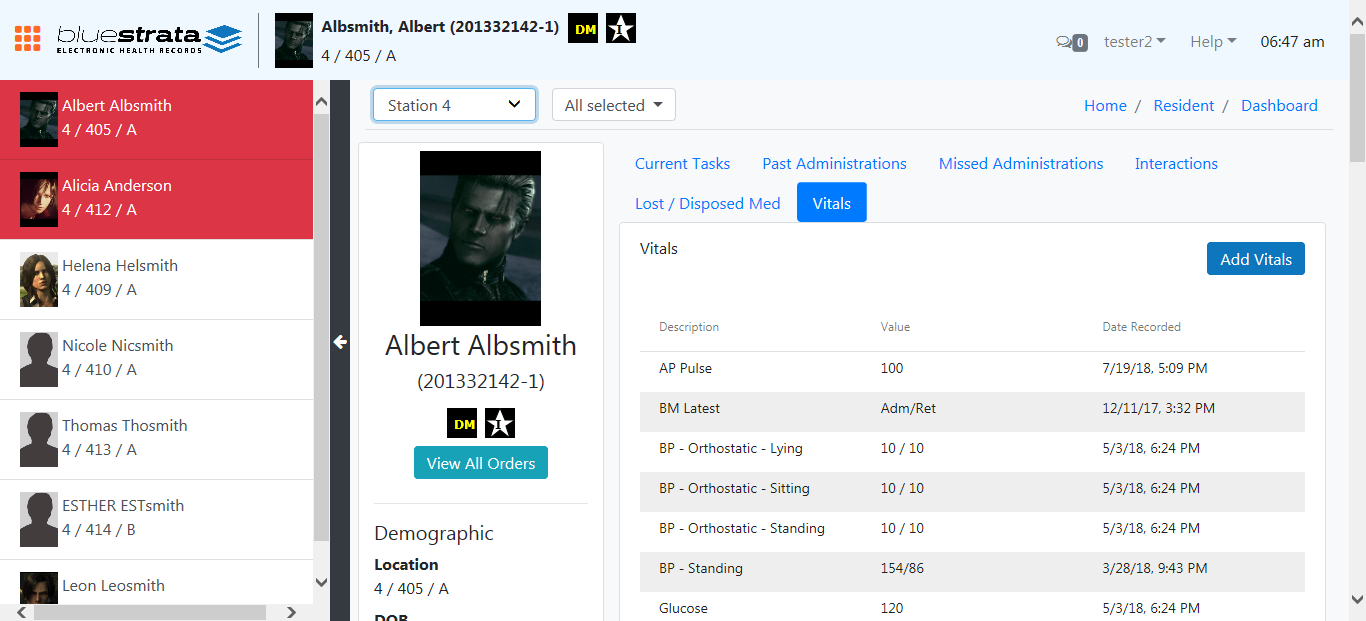 bluestrata
ELECTRONIC HEALTH RECORDS
Albsmith, Albert (201332142-1) DM 1
4 / 405 / A
0 tester2 Help 06:47 am
Albert Albsmith
4 / 405 / A
Alicia Anderson
4 / 412 / A
Helena Helsmith
4 / 409 / A
Nicole Nicsmith
4 / 410 / A
Thomas Thosmith
4 / 413 / A
ESTHER ESTsmith
4 / 414 / B
Leon Leosmith
Station 4 All selected
Home / Resident / Dashboard
Albert Albsmith
(201332142-1)
DM 1
View All Orders
Demographic
Location
4 / 405 / A
DOB
Current Tasks Past Administrations Missed Administrations Interactions
Lost / Disposed Med Vitals
Vitals
Add Vitals
Description Value Date Recorded
AP Pulse 100 7/19/18, 5:09 PM
BM Latest Adm/Ret 12/11/17, 3:32 PM
BP - Orthostatic - Lying 10 / 10 5/3/18, 6:24 PM
BP - Orthostatic - Sitting 10 / 10 5/3/18, 6:24 PM
BP - Orthostatic - Standing 10 / 10 5/3/18, 6:24 PM
BP - Standing 154/86 3/28/18, 9:43 PM
Glucose 120 5/3/18, 6:24 PM